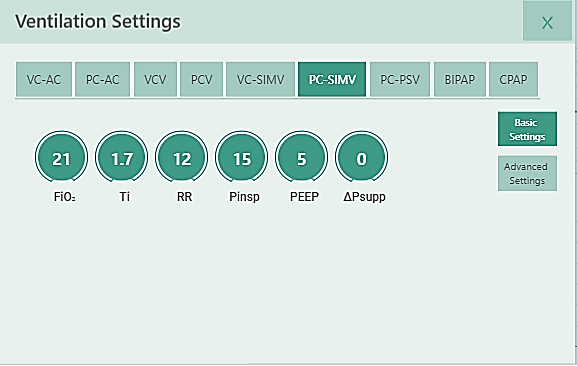 Ventilation Settings X
VC-AC PC-AC VCV PCV VC-SIMV PC-SIMV PC-PSV BIPAP CPAP
Basic
Settings
Advanced
Settings
21 1.7 12 15 5 0
FiO₂ Ti RR Pinsp PEEP ΔPsupp